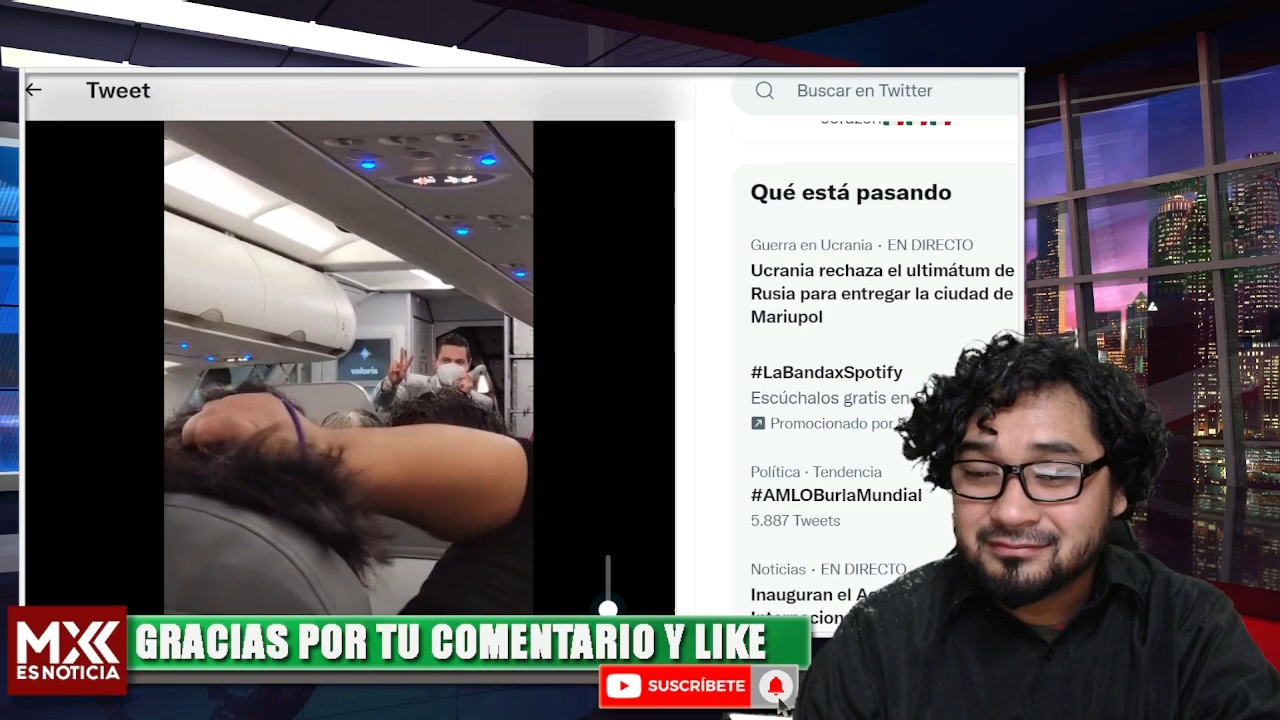 Tweet
Buscar en Twitter
Qué está pasando
Guerra en Ucrania · EN DIRECTO
Ucrania rechaza el ultimátum de
Rusia para entregar la ciudad de
Mariupol
#LaBandaxSpotify
Escúchalos gratis en
Promocionado por
Política · Tendencia
#AMLOBurlaMundial
5.887 Tweets
Noticias · EN DIRECTO
Inauguran el
volaris
MX
ES NOTICIA
GRACIAS POR TU COMENTARIO Y LIKE
SUSCRÍBETE